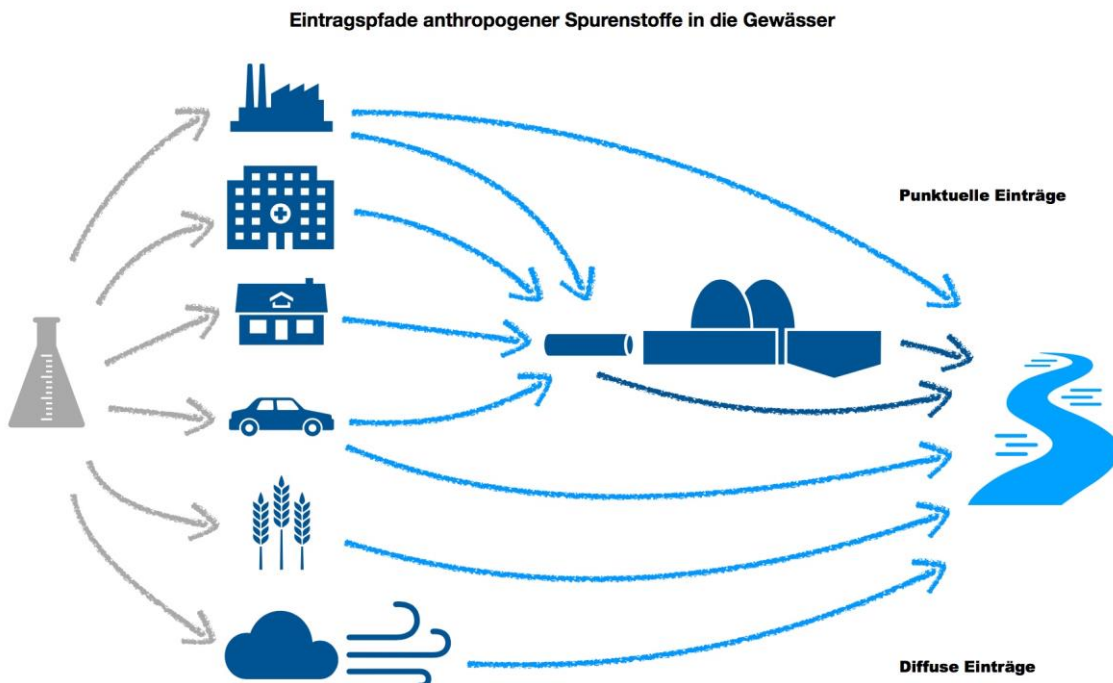 Eintragspfade anthropogener Spurenstoffe in die Gewässer
Punktuelle Einträge
Diffuse Einträge